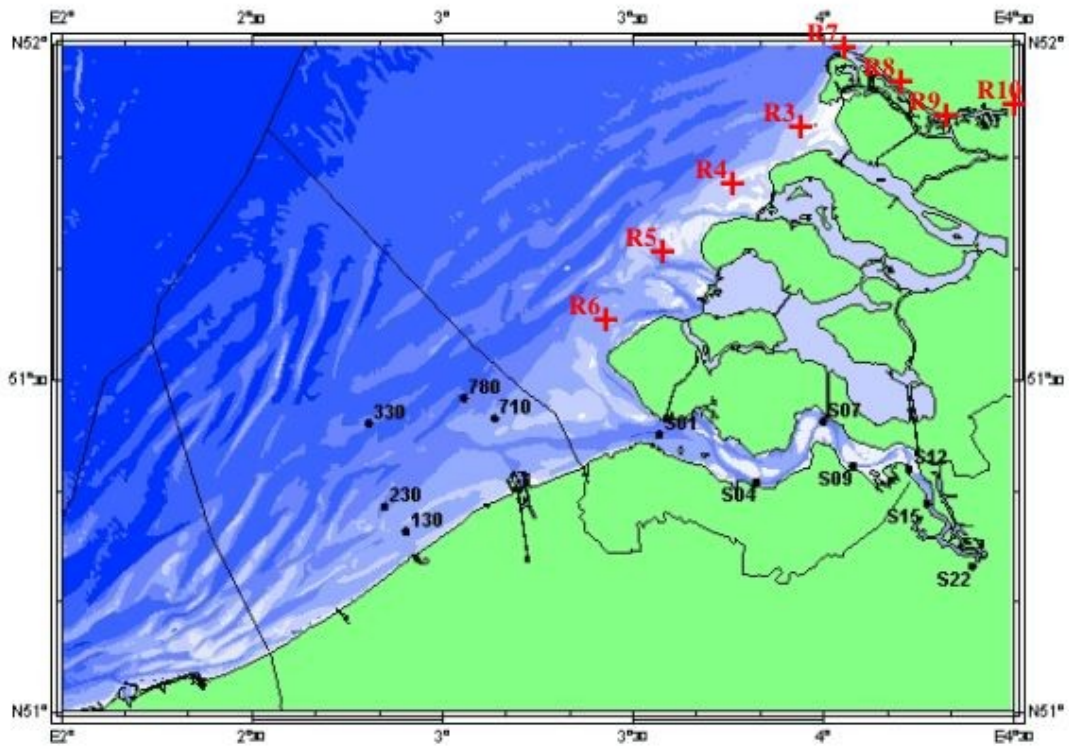 E2° 2°30 3° 3°30 4° E4°30
N52° N52°
R7
R8
R9 R10
R3
R4
R5
R6
51°30 51°30
780
330 710
S01 S07
S04 S09 S12
230 S15
130
S22
N51° N51°
E2° 2°30 3° 3°30 4° E4°30